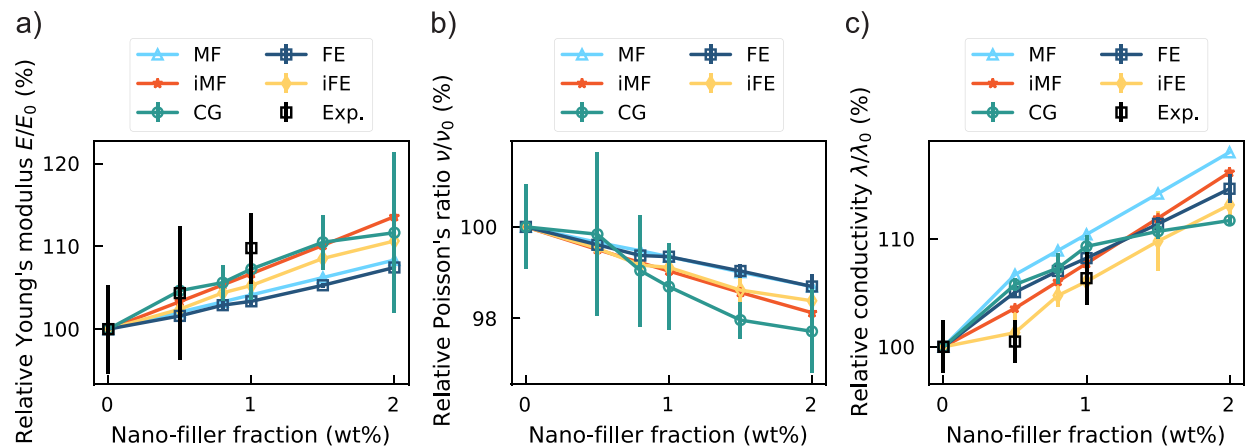 a)
MF FE
iMF iFE
CG Exp.
Relative Young's modulus E/E₀ (%)
120
110
100
0 1 2
Nano-filler fraction (wt%)
b)
MF FE
iMF iFE
CG
Relative Poisson's ratio ν/ν₀ (%)
100
98
0 1 2
Nano-filler fraction (wt%)
c)
MF FE
iMF iFE
CG Exp.
Relative conductivity λ/λ₀ (%)
110
100
0 1 2
Nano-filler fraction (wt%)